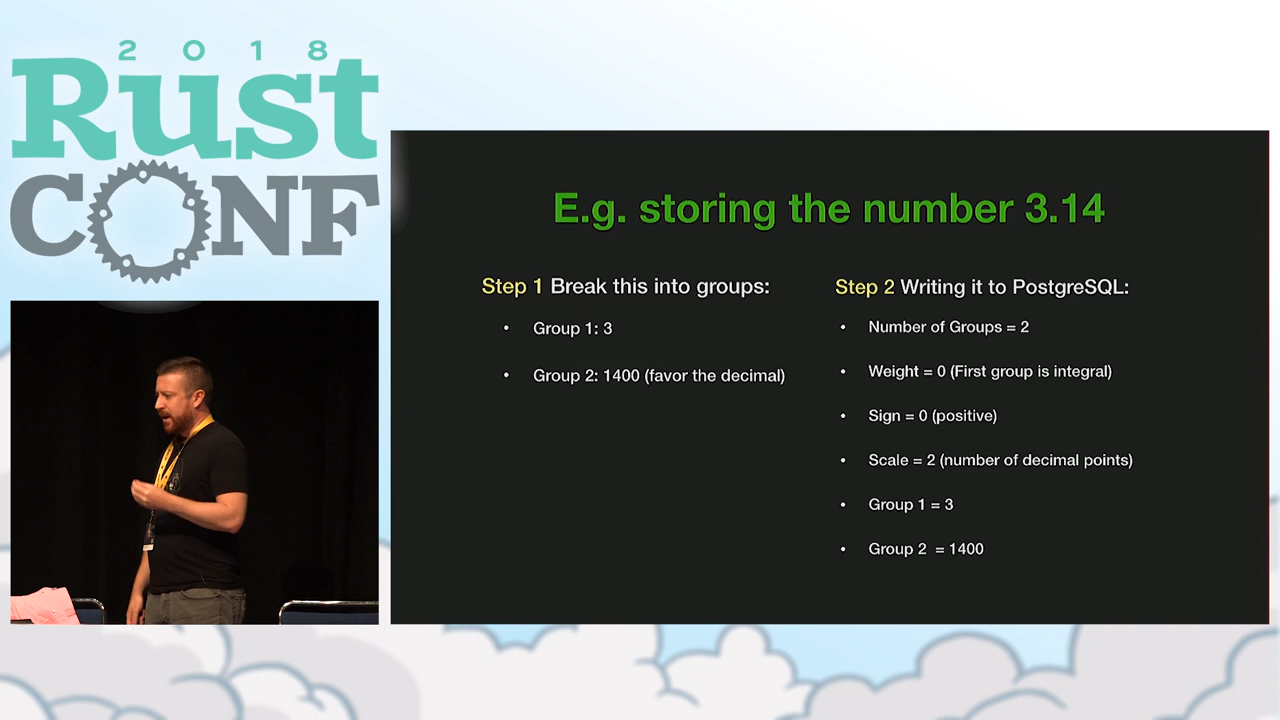 2018
Rust
CONF
E.g. storing the number 3.14
Step 1 Break this into groups:
• Group 1: 3
• Group 2: 1400 (favor the decimal)
Step 2 Writing it to PostgreSQL:
• Number of Groups = 2
• Weight = 0 (First group is integral)
• Sign = 0 (positive)
• Scale = 2 (number of decimal points)
• Group 1 = 3
• Group 2 = 1400